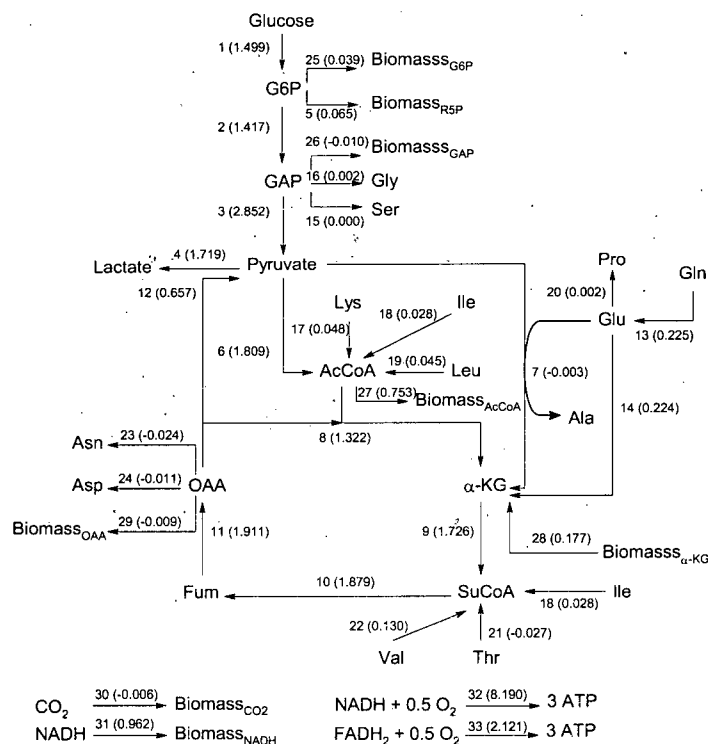 Glucose
1 (1.499)
25 (0.039)
Biomasss_G6P
G6P
5 (0.065)
Biomass_R5P
2 (1.417)
26 (-0.010)
Biomasss_GAP
GAP
16 (0.002)
Gly
15 (0.000)
Ser
3 (2.852)
Lactate
4 (1.719)
Pyruvate
12 (0.657)
Pro
Gln
20 (0.002)
Glu
13 (0.225)
Lys
18 (0.028)
Ile
17 (0.048)
6 (1.809)
AcCoA
19 (0.045)
Leu
7 (-0.003)
27 (0.753)
Biomass_AcCoA
Ala
14 (0.224)
8 (1.322)
Asn
23 (-0.024)
Asp
24 (-0.011)
OAA
α-KG
Biomass_OAA
29 (-0.009)
11 (1.911)
9 (1.726)
28 (0.177)
Biomasss_α-KG
Fum
10 (1.879)
SuCoA
18 (0.028)
Ile
22 (0.130)
21 (-0.027)
Val
Thr
CO2 30 (-0.006) Biomass_CO2
NADH + 0.5 O2 32 (8.190) 3 ATP
NADH 31 (0.962) Biomass_NADH
FADH2 + 0.5 O2 33 (2.121) 3 ATP